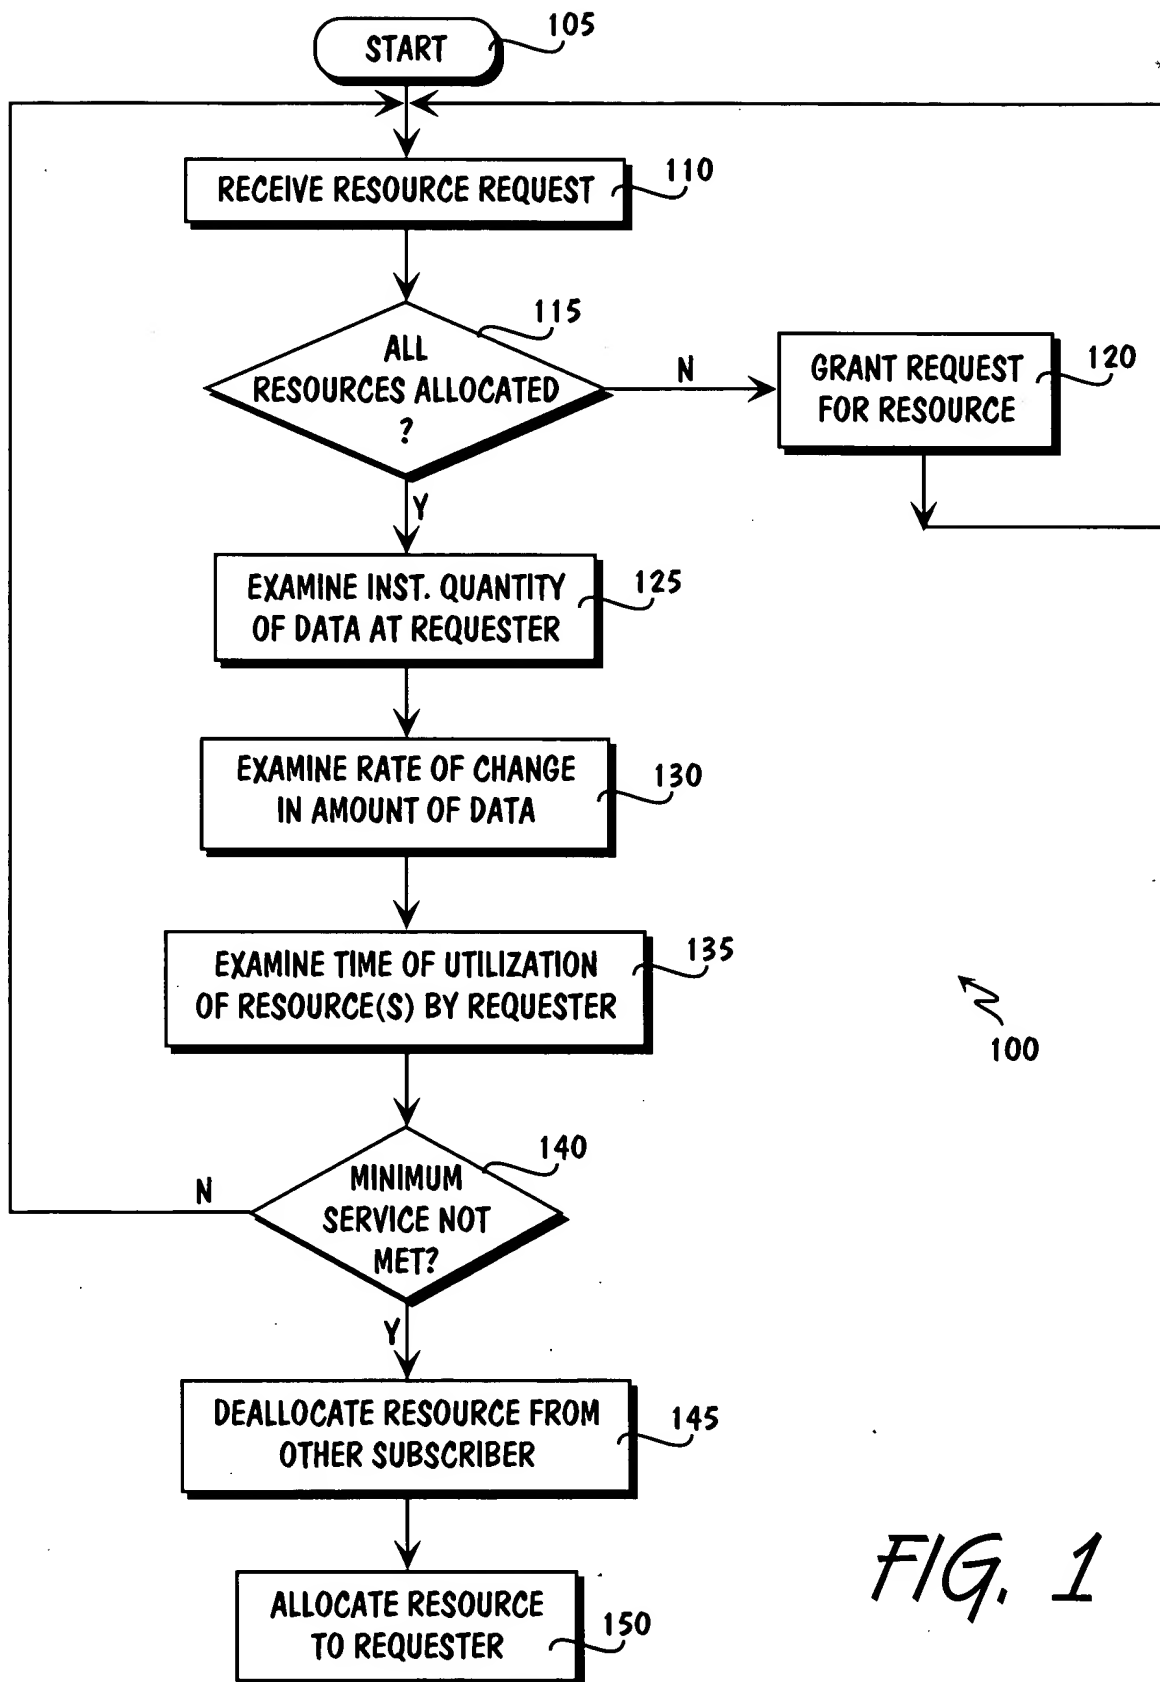 START
105
RECEIVE RESOURCE REQUEST
110
ALL
RESOURCES ALLOCATED
?
115
N
GRANT REQUEST
FOR RESOURCE
120
Y
EXAMINE INST. QUANTITY
OF DATA AT REQUESTER
125
EXAMINE RATE OF CHANGE
IN AMOUNT OF DATA
130
EXAMINE TIME OF UTILIZATION
OF RESOURCE(S) BY REQUESTER
135
100
MINIMUM
SERVICE NOT
MET?
140
N
Y
DEALLOCATE RESOURCE FROM
OTHER SUBSCRIBER
145
ALLOCATE RESOURCE
TO REQUESTER
150
FIG. 1